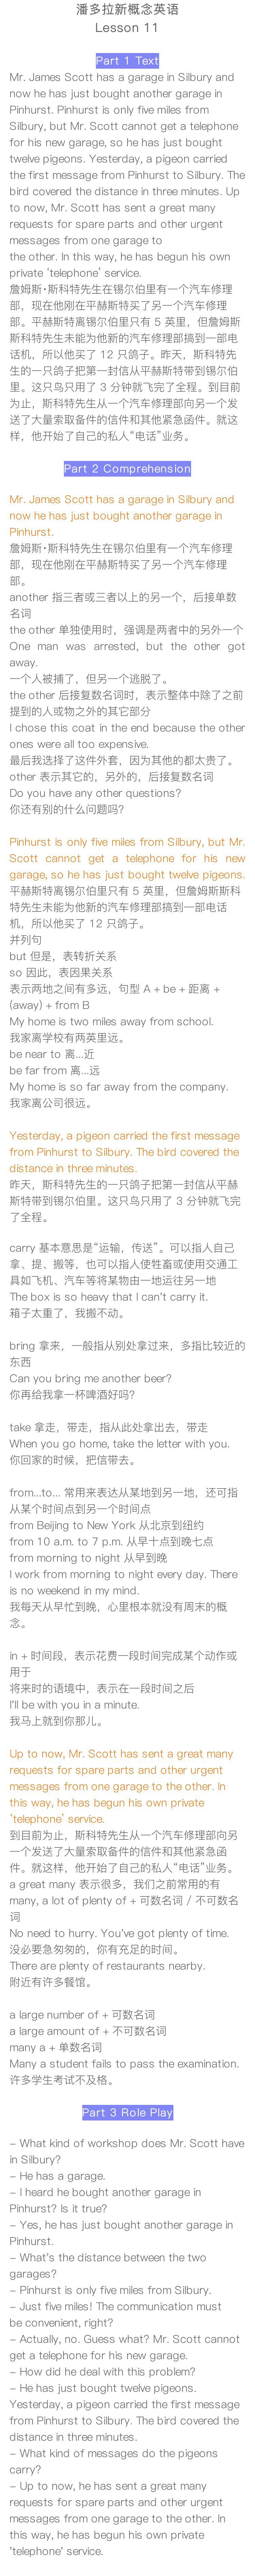 潘多拉新概念英语
Lesson 11
Part 1 Text
Mr. James Scott has a garage in Silbury and
now he has just bought another garage in
Pinhurst. Pinhurst is only five miles from
Silbury, but Mr. Scott cannot get a telephone
for his new garage, so he has just bought
twelve pigeons. Yesterday, a pigeon carried
the first message from Pinhurst to Silbury. The
bird covered the distance in three minutes. Up
to now, Mr. Scott has sent a great many
requests for spare parts and other urgent
messages from one garage to
the other. In this way, he has begun his own
private ‘telephone’ service.
詹姆斯·斯科特先生在锡尔伯里有一个汽车修理
部，现在他刚在平赫斯特买了另一个汽车修理
部。平赫斯特离锡尔伯里只有 5 英里，但詹姆斯
斯科特先生未能为他新的汽车修理部搞到一部电
话机，所以他买了 12 只鸽子。昨天，斯科特先
生的一只鸽子把第一封信从平赫斯特带到锡尔伯
里。这只鸟只用了 3 分钟就飞完了全程。到目前
为止，斯科特先生从一个汽车修理部向另一个发
送了大量索取备件的信件和其他紧急函件。就这
样，他开始了自己的私人“电话”业务。
Part 2 Comprehension
Mr. James Scott has a garage in Silbury and
now he has just bought another garage in
Pinhurst.
詹姆斯·斯科特先生在锡尔伯里有一个汽车修理
部，现在他刚在平赫斯特买了另一个汽车修理
部。
another 指三者或三者以上的另一个，后接单数
名词
the other 单独使用时，强调是两者中的另外一个
One man was arrested, but the other got
away.
一个人被捕了，但另一个逃脱了。
the other 后接复数名词时，表示整体中除了之前
提到的人或物之外的其它部分
I chose this coat in the end because the other
ones were all too expensive.
最后我选择了这件外套，因为其他的都太贵了。
other 表示其它的，另外的，后接复数名词
Do you have any other questions?
你还有别的什么问题吗?
Pinhurst is only five miles from Silbury, but Mr.
Scott cannot get a telephone for his new
garage, so he has just bought twelve pigeons.
平赫斯特离锡尔伯里只有 5 英里，但詹姆斯斯科
特先生未能为他新的汽车修理部搞到一部电话
机，所以他买了 12 只鸽子。
并列句
but 但是，表转折关系
so 因此，表因果关系
表示两地之间有多远，句型 A + be + 距离 +
(away) + from B
My home is two miles away from school.
我家离学校有两英里远。
be near to 离...近
be far from 离...远
My home is so far away from the company.
我家离公司很远。
Yesterday, a pigeon carried the first message
from Pinhurst to Silbury. The bird covered the
distance in three minutes.
昨天，斯科特先生的一只鸽子把第一封信从平赫
斯特带到锡尔伯里。这只鸟只用了 3 分钟就飞完
了全程。
carry 基本意思是“运输，传送”。可以指人自己
拿、提、搬等，也可以指人使牲畜或使用交通工
具如飞机、汽车等将某物由一地运往另一地
The box is so heavy that I can’t carry it.
箱子太重了，我搬不动。
bring 拿来，一般指从别处拿过来，多指比较近的
东西
Can you bring me another beer?
你再给我拿一杯啤酒好吗?
take 拿走，带走，指从此处拿出去，带走
When you go home, take the letter with you.
你回家的时候，把信带去。
from...to... 常用来表达从某地到另一地，还可指
从某个时间点到另一个时间点
from Beijing to New York 从北京到纽约
from 10 a.m. to 7 p.m. 从早十点到晚七点
from morning to night 从早到晚
I work from morning to night every day. There
is no weekend in my mind.
我每天从早忙到晚，心里根本就没有周末的概
念。
in + 时间段，表示花费一段时间完成某个动作或
用于
将来时的语境中，表示在一段时间之后
I’ll be with you in a minute.
我马上就到你那儿。
Up to now, Mr. Scott has sent a great many
requests for spare parts and other urgent
messages from one garage to the other. In
this way, he has begun his own private
‘telephone’ service.
到目前为止，斯科特先生从一个汽车修理部向另
一个发送了大量索取备件的信件和其他紧急函
件。就这样，他开始了自己的私人“电话”业务。
a great many 表示很多，我们之前常用的有
many, a lot of plenty of + 可数名词 / 不可数名
词
No need to hurry. You’ve got plenty of time.
没必要急匆匆的，你有充足的时间。
There are plenty of restaurants nearby.
附近有许多餐馆。
a large number of + 可数名词
a large amount of + 不可数名词
many a + 单数名词
Many a student fails to pass the examination.
许多学生考试不及格。
Part 3 Role Play
– What kind of workshop does Mr. Scott have
in Silbury?
– He has a garage.
– I heard he bought another garage in
Pinhurst? Is it true?
– Yes, he has just bought another garage in
Pinhurst.
– What’s the distance between the two
garages?
– Pinhurst is only five miles from Silbury.
– Just five miles! The communication must
be convenient, right?
– Actually, no. Guess what? Mr. Scott cannot
get a telephone for his new garage.
– How did he deal with this problem?
– He has just bought twelve pigeons.
Yesterday, a pigeon carried the first message
from Pinhurst to Silbury. The bird covered the
distance in three minutes.
– What kind of messages do the pigeons
carry?
– Up to now, he has sent a great many
requests for spare parts and other urgent
messages from one garage to the other. In
this way, he has begun his own private
'telephone' service.